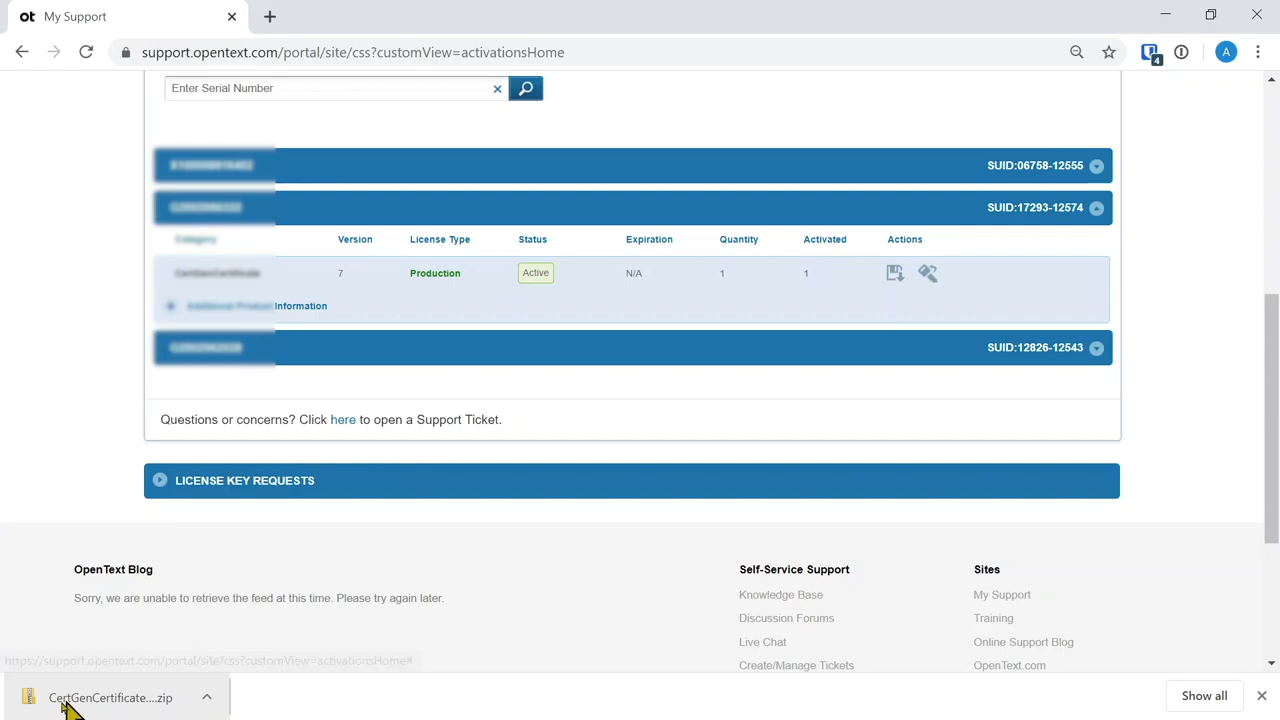 ot My Support
support.opentext.com/portal/site/css?customView=activationsHome
4
A
Enter Serial Number
SUID:06758-12555
SUID:17293-12574
Category Version License Type Status Expiration Quantity Activated Actions
CertGenCertificate 7 Production Active N/A 1 1
Additional Product Information
SUID:12826-12543
Questions or concerns? Click here to open a Support Ticket.
LICENSE KEY REQUESTS
OpenText Blog Self-Service Support Sites
Sorry, we are unable to retrieve the feed at this time. Please try again later. Knowledge Base My Support
Discussion Forums Training
Live Chat Online Support Blog
Create/Manage Tickets OpenText.com
https://support.opentext.com/portal/site/css?customView=activationsHome#
CertGenCertificate....zip Show all